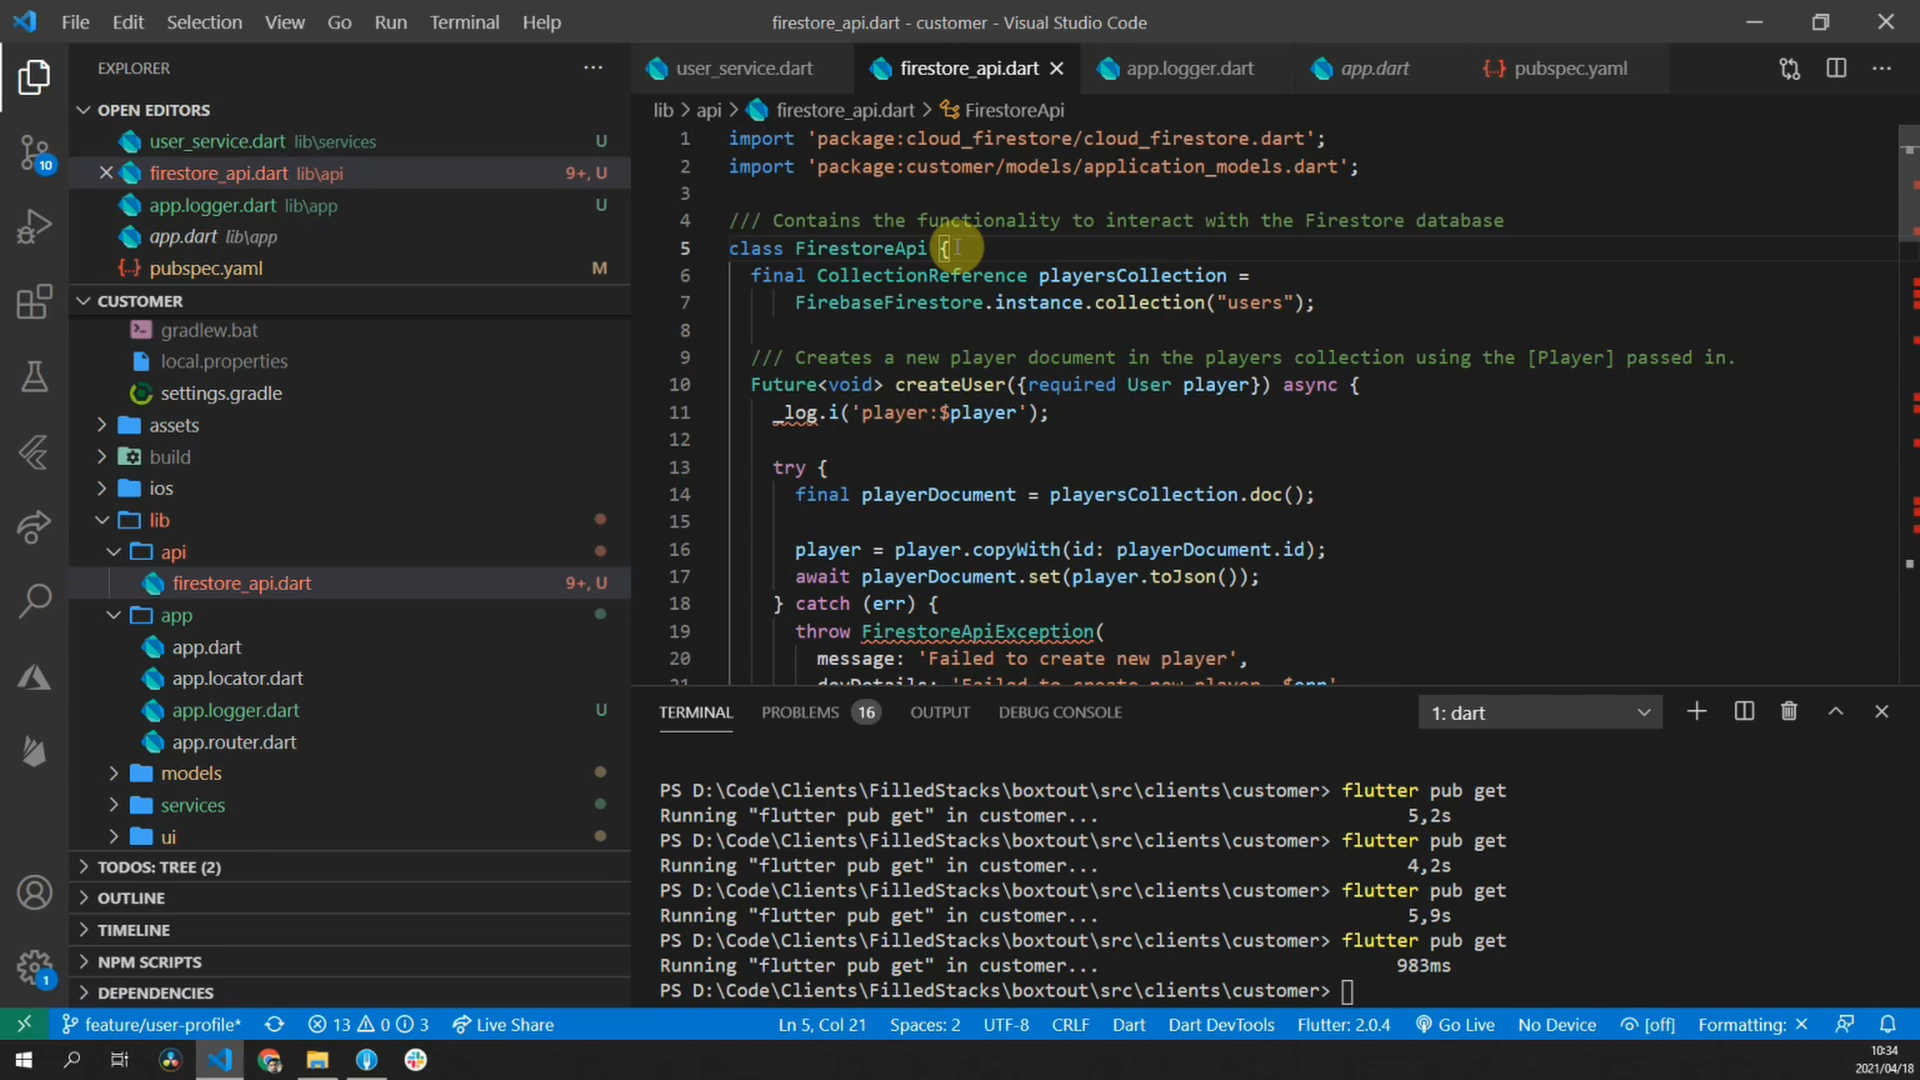 File Edit Selection View Go Run Terminal Help
firestore_api.dart - customer - Visual Studio Code
EXPLORER
OPEN EDITORS
user_service.dart lib\services U
firestore_api.dart lib\api 9+, U
app.logger.dart lib\app U
app.dart lib\app
pubspec.yaml M
CUSTOMER
gradlew.bat
local.properties
settings.gradle
assets
build
ios
lib
api
firestore_api.dart 9+, U
app
app.dart
app.locator.dart
app.logger.dart U
app.router.dart
models
services
ui
TODOS: TREE (2)
OUTLINE
TIMELINE
NPM SCRIPTS
DEPENDENCIES
10
1
user_service.dart firestore_api.dart app.logger.dart app.dart pubspec.yaml
lib > api > firestore_api.dart > FirestoreApi
1 import 'package:cloud_firestore/cloud_firestore.dart';
2 import 'package:customer/models/application_models.dart';
3
4 /// Contains the functionality to interact with the Firestore database
5 class FirestoreApi {
6 final CollectionReference playersCollection =
7 FirebaseFirestore.instance.collection("users");
8
9 /// Creates a new player document in the players collection using the [Player] passed in.
10 Future<void> createUser({required User player}) async {
11 _log.i('player:$player');
12
13 try {
14 final playerDocument = playersCollection.doc();
15
16 player = player.copyWith(id: playerDocument.id);
17 await playerDocument.set(player.toJson());
18 } catch (err) {
19 throw FirestoreApiException(
20 message: 'Failed to create new player',
21 devDetails: 'Failed to create new player. $err'
TERMINAL PROBLEMS 16 OUTPUT DEBUG CONSOLE 1: dart
PS D:\Code\Clients\FilledStacks\boxtout\src\clients\customer> flutter pub get
Running "flutter pub get" in customer... 5,2s
PS D:\Code\Clients\FilledStacks\boxtout\src\clients\customer> flutter pub get
Running "flutter pub get" in customer... 4,2s
PS D:\Code\Clients\FilledStacks\boxtout\src\clients\customer> flutter pub get
Running "flutter pub get" in customer... 5,9s
PS D:\Code\Clients\FilledStacks\boxtout\src\clients\customer> flutter pub get
Running "flutter pub get" in customer... 983ms
PS D:\Code\Clients\FilledStacks\boxtout\src\clients\customer>
feature/user-profile* 13 0 3 Live Share Ln 5, Col 21 Spaces: 2 UTF-8 CRLF Dart Dart DevTools Flutter: 2.0.4 Go Live No Device [off] Formatting: ×
10:34
2021/04/18